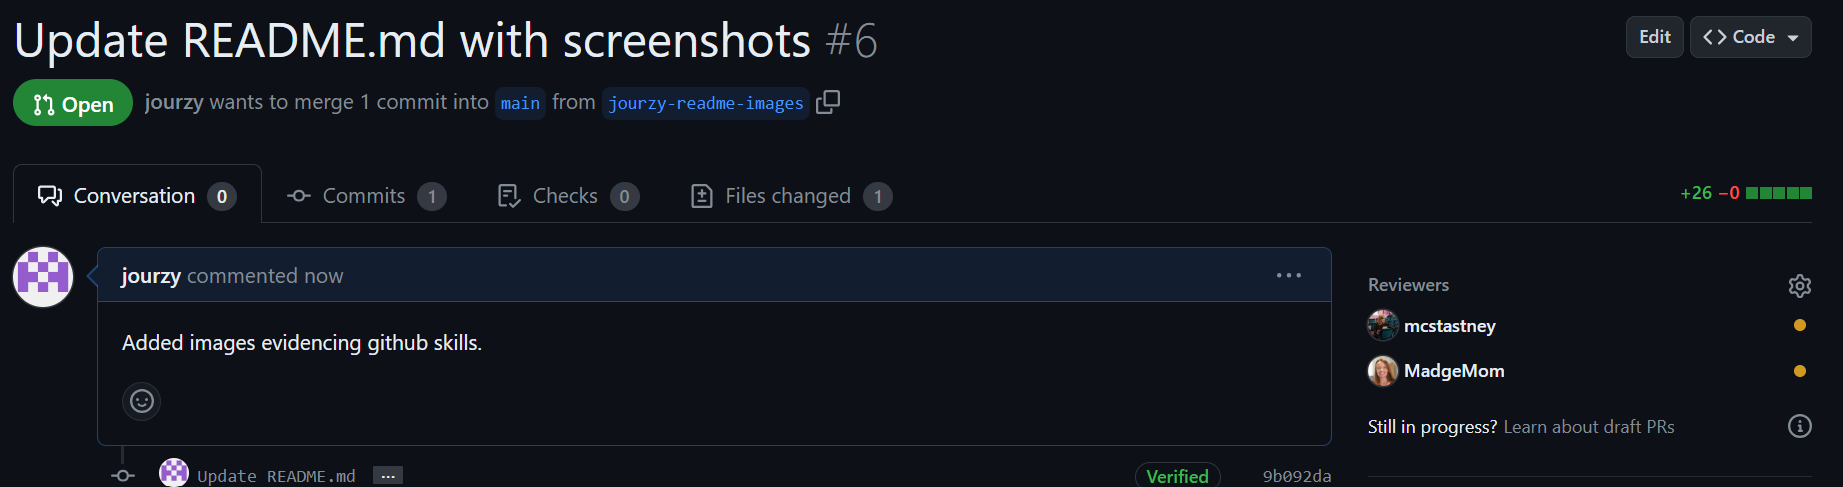 Update README.md with screenshots #6
Edit
Code
Open
jourzy wants to merge 1 commit into main from jourzy-readme-images
Conversation 0
Commits 1
Checks 0
Files changed 1
+26 −0
jourzy commented now
Added images evidencing github skills.
Update README.md ...
Verified
9b092da
Reviewers
mcstastney
MadgeMom
Still in progress? Learn about draft PRs